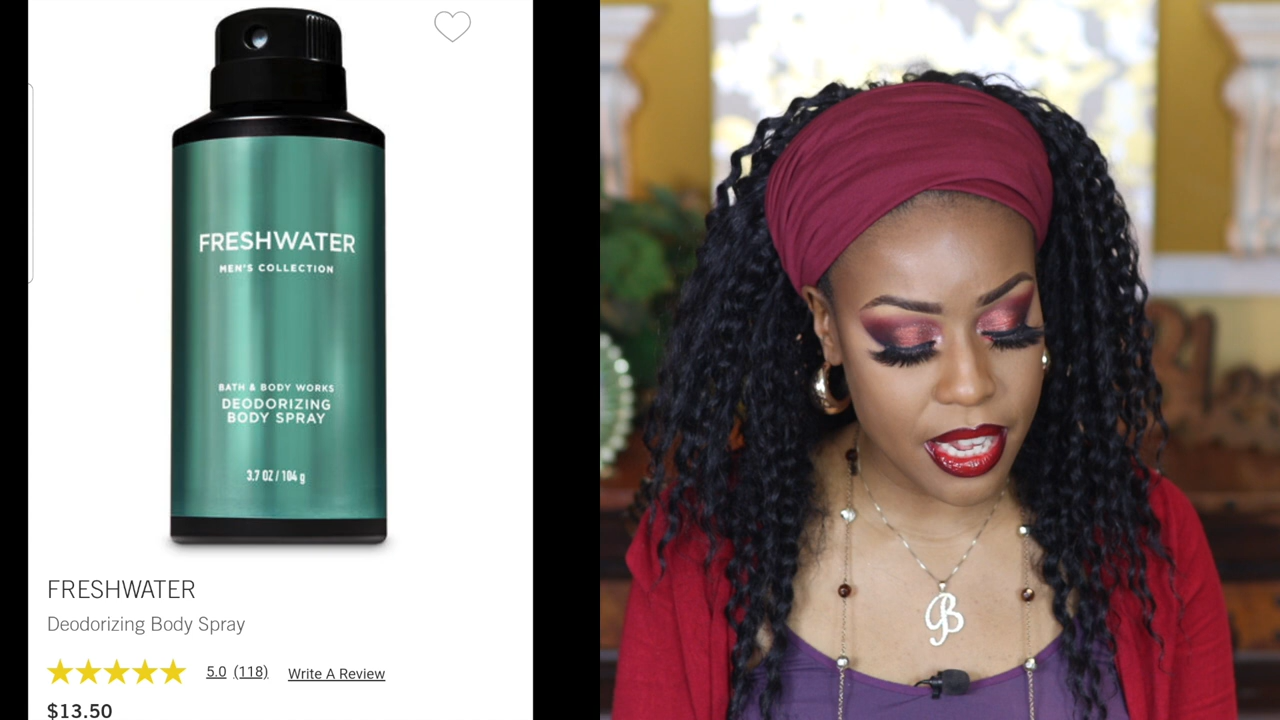 FRESHWATER
MEN'S COLLECTION
BATH & BODY WORKS
DEODORIZING
BODY SPRAY
3.7 OZ / 104 g
FRESHWATER
Deodorizing Body Spray
5.0 (118) Write A Review
$13.50
B